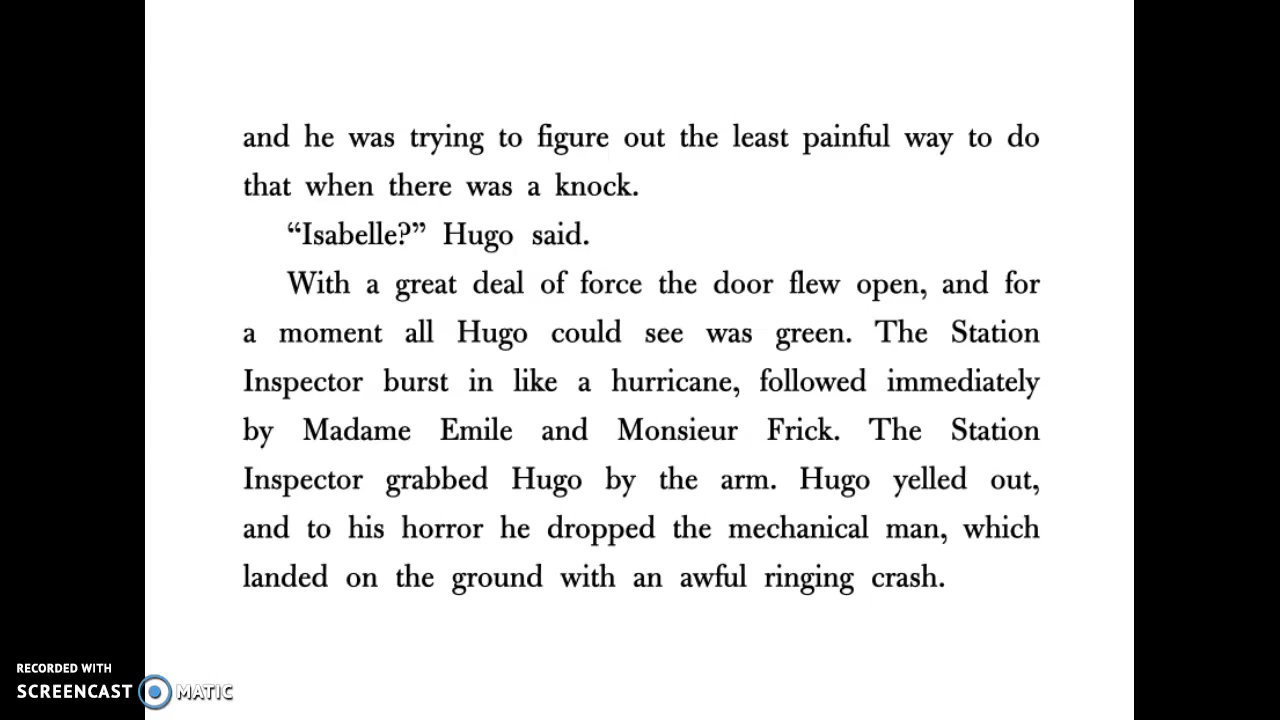 and he was trying to figure out the least painful way to do
that when there was a knock.
“Isabelle?” Hugo said.
With a great deal of force the door flew open, and for
a moment all Hugo could see was green. The Station
Inspector burst in like a hurricane, followed immediately
by Madame Emile and Monsieur Frick. The Station
Inspector grabbed Hugo by the arm. Hugo yelled out,
and to his horror he dropped the mechanical man, which
landed on the ground with an awful ringing crash.
RECORDED WITH
SCREENCAST MATIC